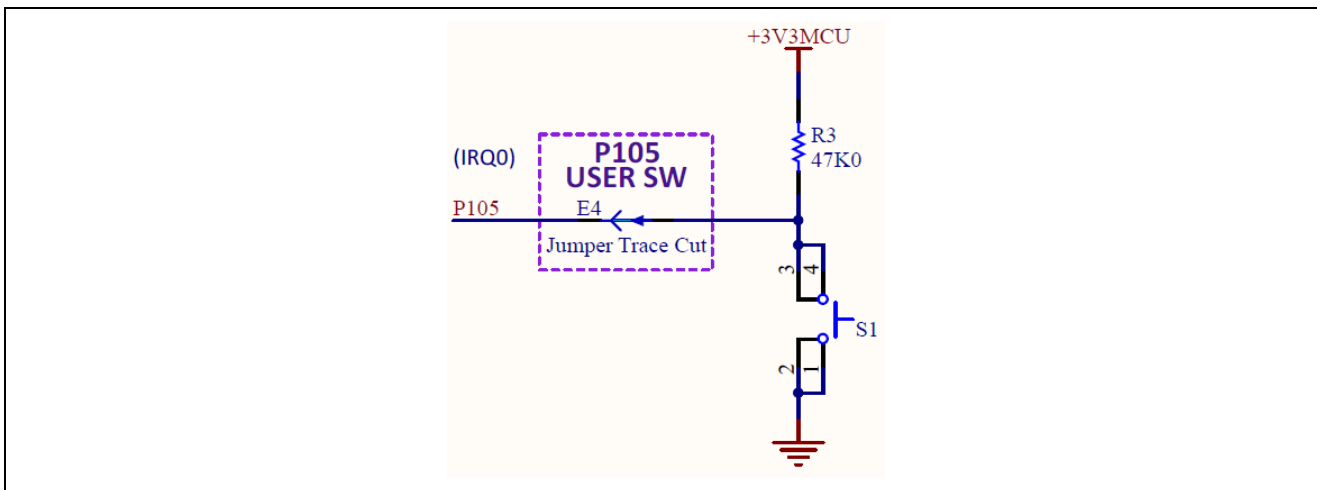 +3V3MCU
R3
47K0
(IRQ0)
P105
USER SW
P105
E4
Jumper Trace Cut
3
4
S1
2
1